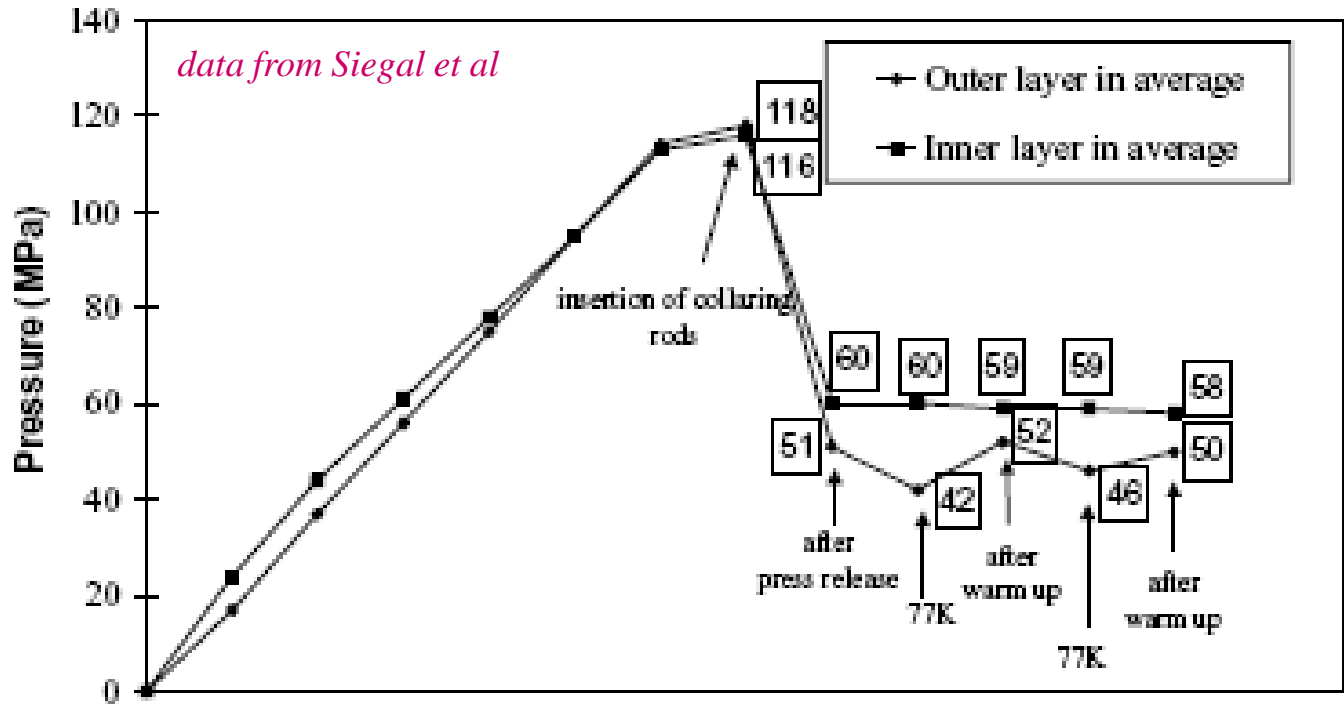 140
data from Siegal et al
Outer layer in average
Inner layer in average
120
118
116
100
Pressure (MPa)
80
insertion of collaring
rods
60
60
60
59
59
58
51
52
50
42
46
40
after
press release
after
warm up
after
warm up
20
77K
77K
0